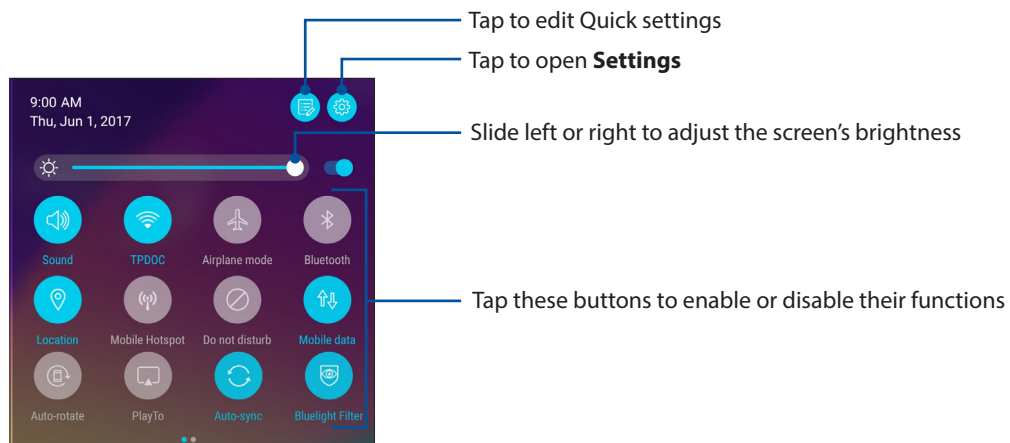 Tap to edit Quick settings
Tap to open Settings
9:00 AM
Thu, Jun 1, 2017
Slide left or right to adjust the screen’s brightness
Sound TPDOC Airplane mode Bluetooth
Tap these buttons to enable or disable their functions
Location Mobile Hotspot Do not disturb Mobile data
Auto-rotate PlayTo Auto-sync Bluelight Filter